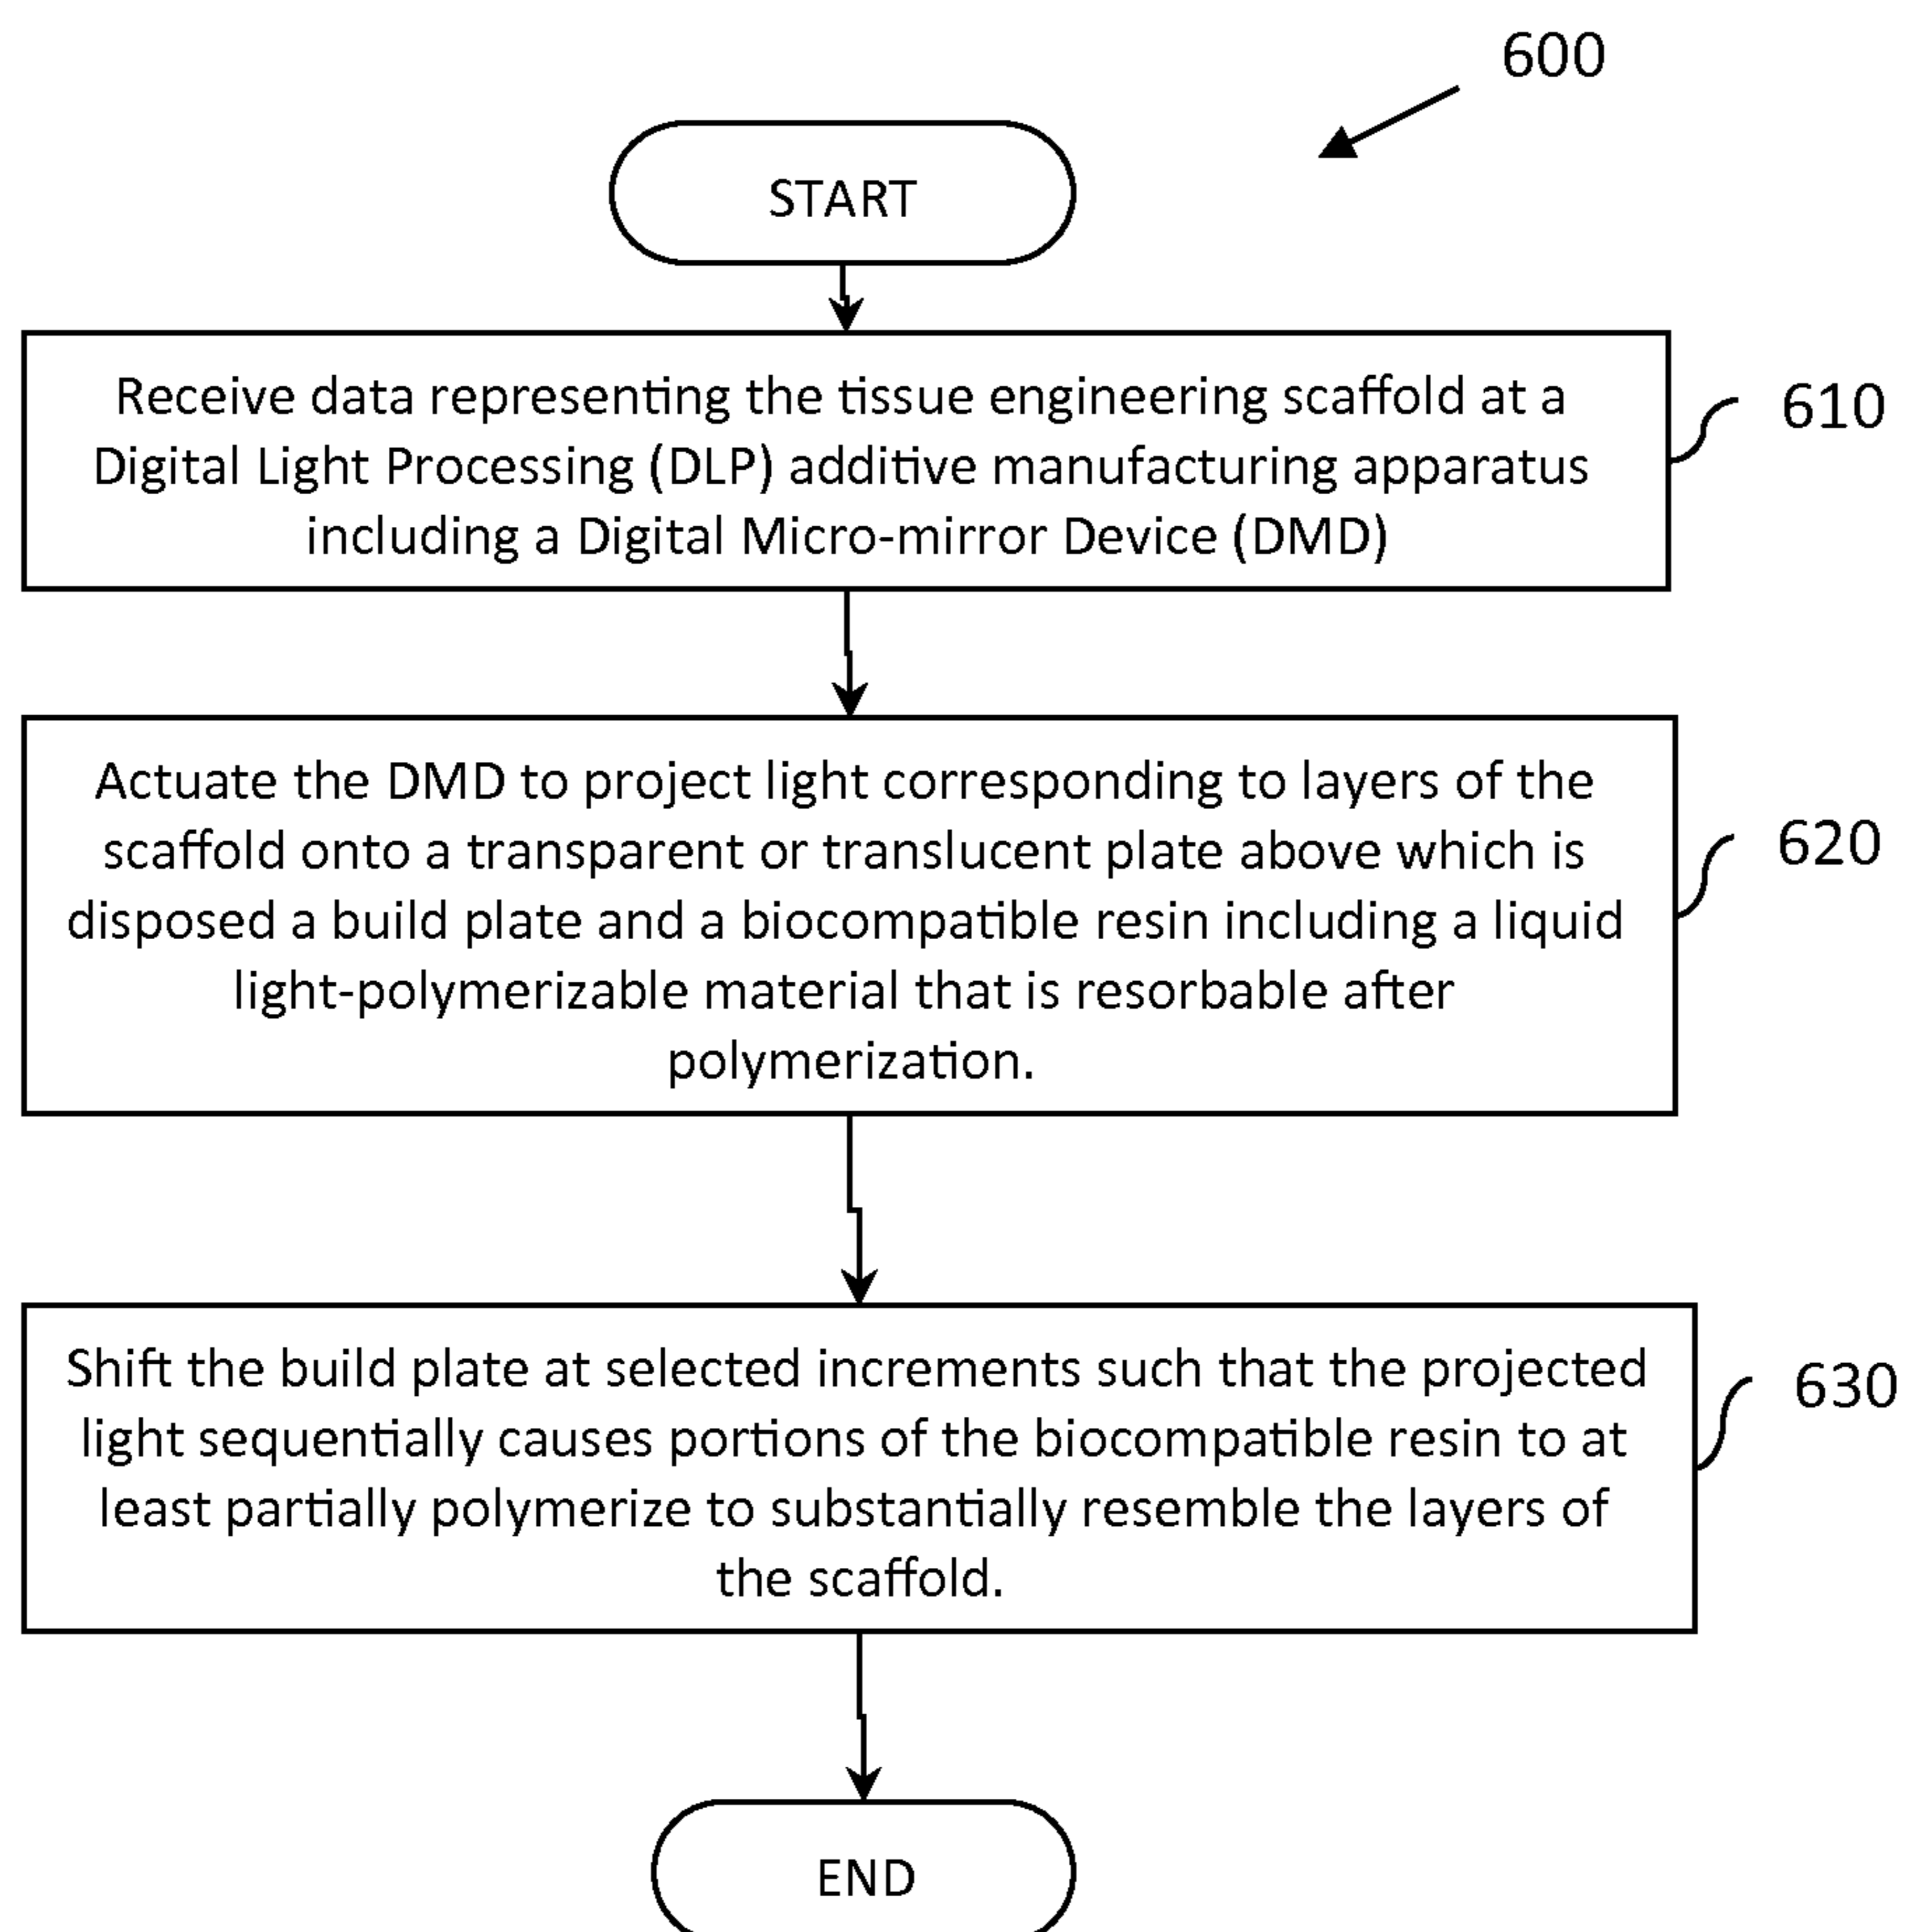 600
START
Receive data representing the tissue engineering scaffold at a
Digital Light Processing (DLP) additive manufacturing apparatus
including a Digital Micro-mirror Device (DMD)
610
Actuate the DMD to project light corresponding to layers of the
scaffold onto a transparent or translucent plate above which is
disposed a build plate and a biocompatible resin including a liquid
light-polymerizable material that is resorbable after
polymerization.
620
Shift the build plate at selected increments such that the projected
light sequentially causes portions of the biocompatible resin to at
least partially polymerize to substantially resemble the layers of
the scaffold.
630
END